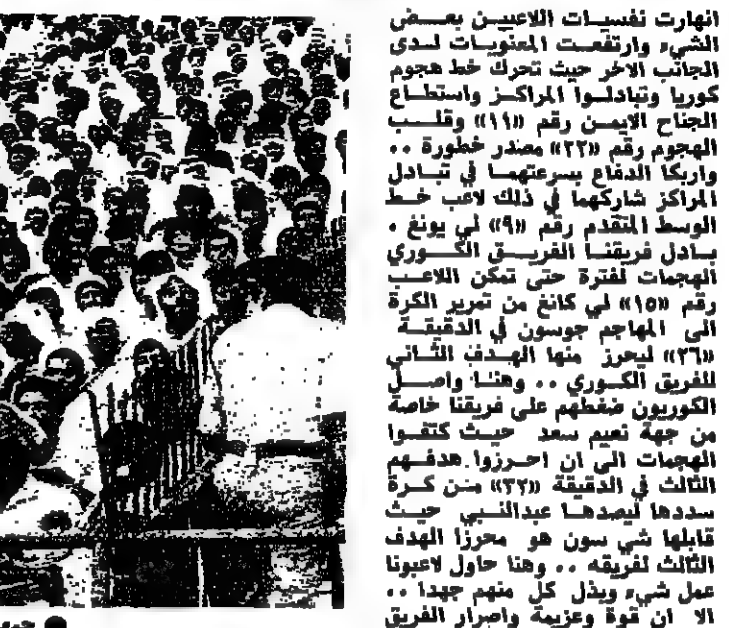 انهارت نفسيات اللاعبين بعض
الشيء وارتفعت المعنويات لدى
الجانب الاخر حيث تحرك خط هجوم
كوريا وتبادلوا المراكز واستطاع
الجناح الايمن رقم «١١» وقلب
الهجوم رقم «٢٢» مصدر خطورة ..
واربكا الدفاع بسرعتهما في تبادل
المراكز شاركهما في ذلك لاعب خط
الوسط المتقدم رقم «٩» لي يونغ .
بادل فريقنا الفريق الكوري
الهجمات لفترة حتى تمكن اللاعب
رقم «١٥» لي كانغ من تمرير الكرة
الى المهاجم جوسون في الدقيقة
«٢٦» ليحرز منها الهدف الثاني
للفريق الكوري .. وهنا واصل
الكوريون ضغطهم على فريقنا خاصة
من جهة نعيم سعد حيث كتفوا
الهجمات الى ان احرزوا هدفهم
الثالث في الدقيقة «٣٢» من كرة
سددها ليصدها عبدالنبي حيث
قابلها شي سون هو محرزا الهدف
الثالث لفريقه .. وهنا حاول لاعبونا
عمل شيء وبذل كل منهم جهدا ..
الا ان قوة وعزيمة واصرار الفريق